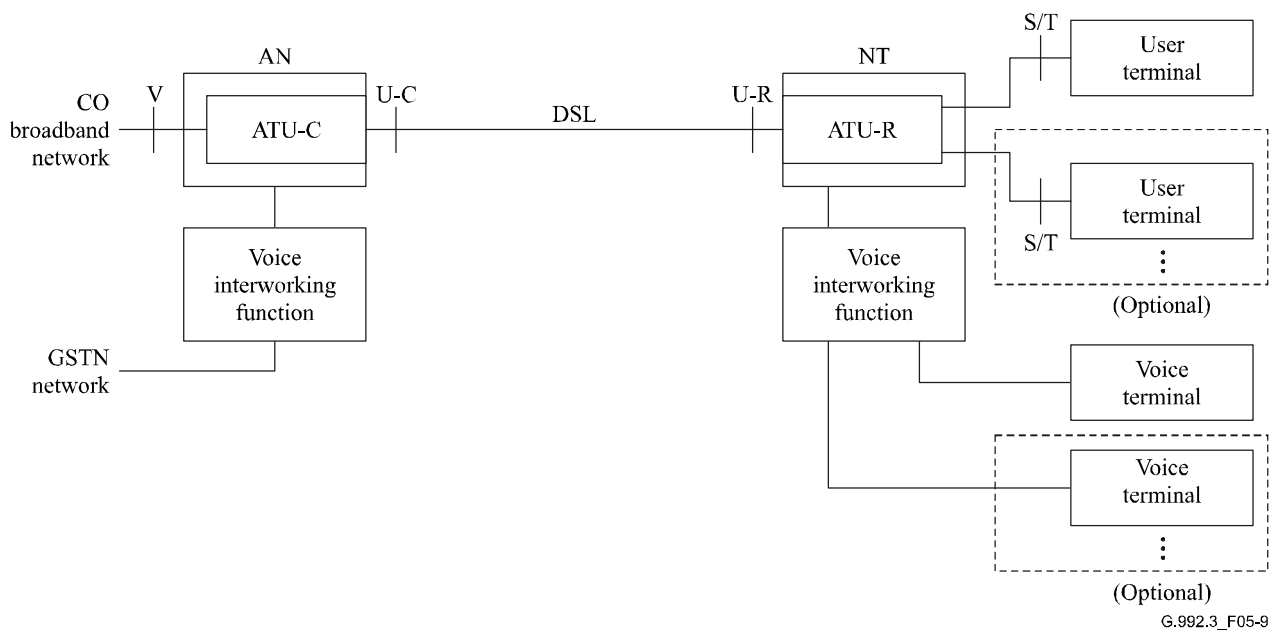 AN
NT
S/T
User
terminal
CO
broadband
network
V
ATU-C
U-C
DSL
U-R
ATU-R
User
terminal
S/T
(Optional)
Voice
interworking
function
Voice
interworking
function
GSTN
network
Voice
terminal
Voice
terminal
(Optional)
G.992.3_F05-9